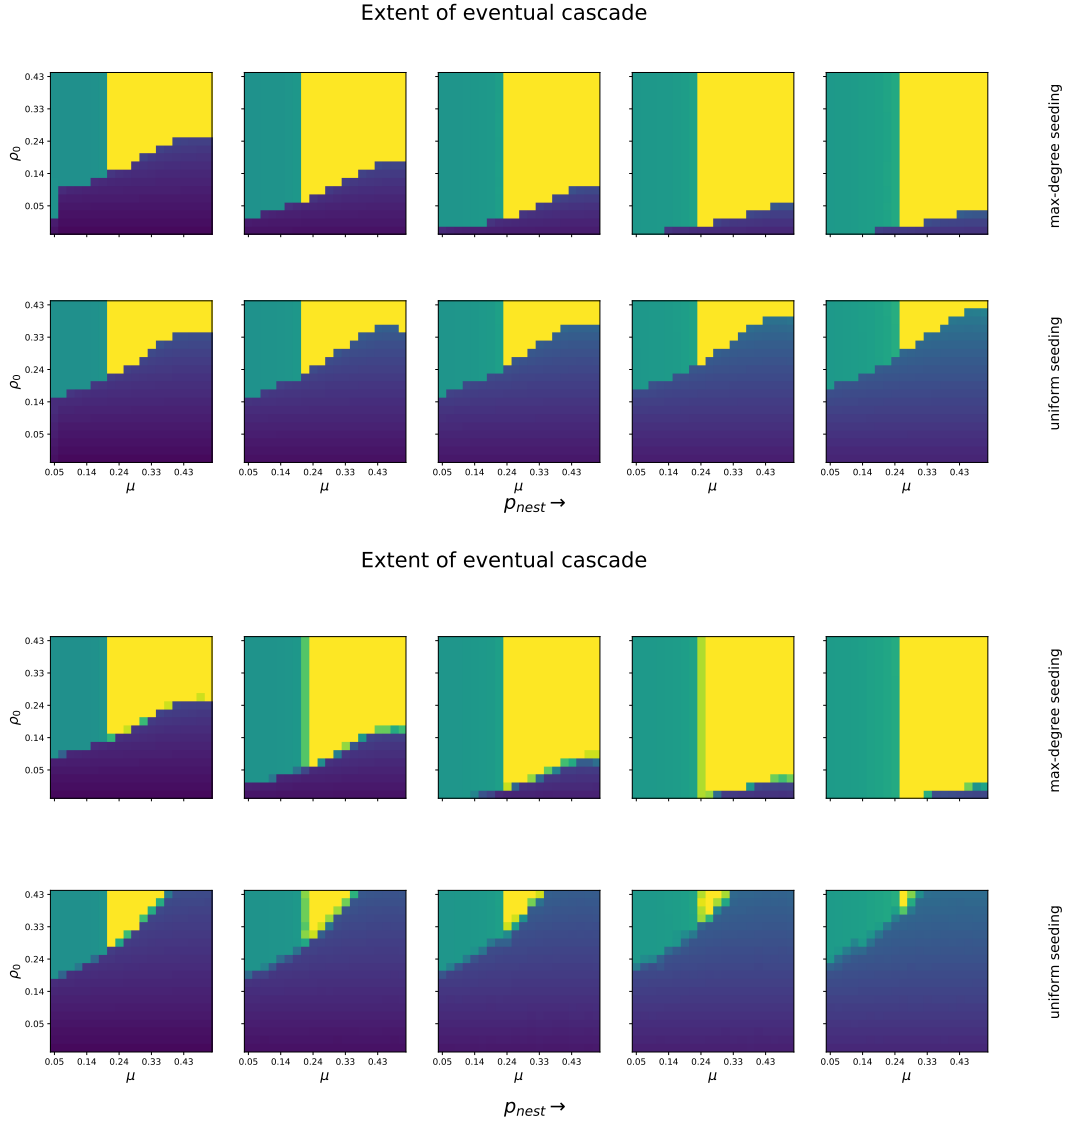 Extent of eventual cascade
0.43
0.33
0.24
0.14
0.05
ρ0
max-degree seeding
0.43
0.33
0.24
0.14
0.05
ρ0
uniform seeding
0.05 0.14 0.24 0.33 0.43 0.05 0.14 0.24 0.33 0.43 0.05 0.14 0.24 0.33 0.43 0.05 0.14 0.24 0.33 0.43 0.05 0.14 0.24 0.33 0.43
μ μ μ μ μ
pnest →
Extent of eventual cascade
0.43
0.33
0.24
0.14
0.05
ρ0
max-degree seeding
0.43
0.33
0.24
0.14
0.05
ρ0
uniform seeding
0.05 0.14 0.24 0.33 0.43 0.05 0.14 0.24 0.33 0.43 0.05 0.14 0.24 0.33 0.43 0.05 0.14 0.24 0.33 0.43 0.05 0.14 0.24 0.33 0.43
μ μ μ μ μ
pnest →